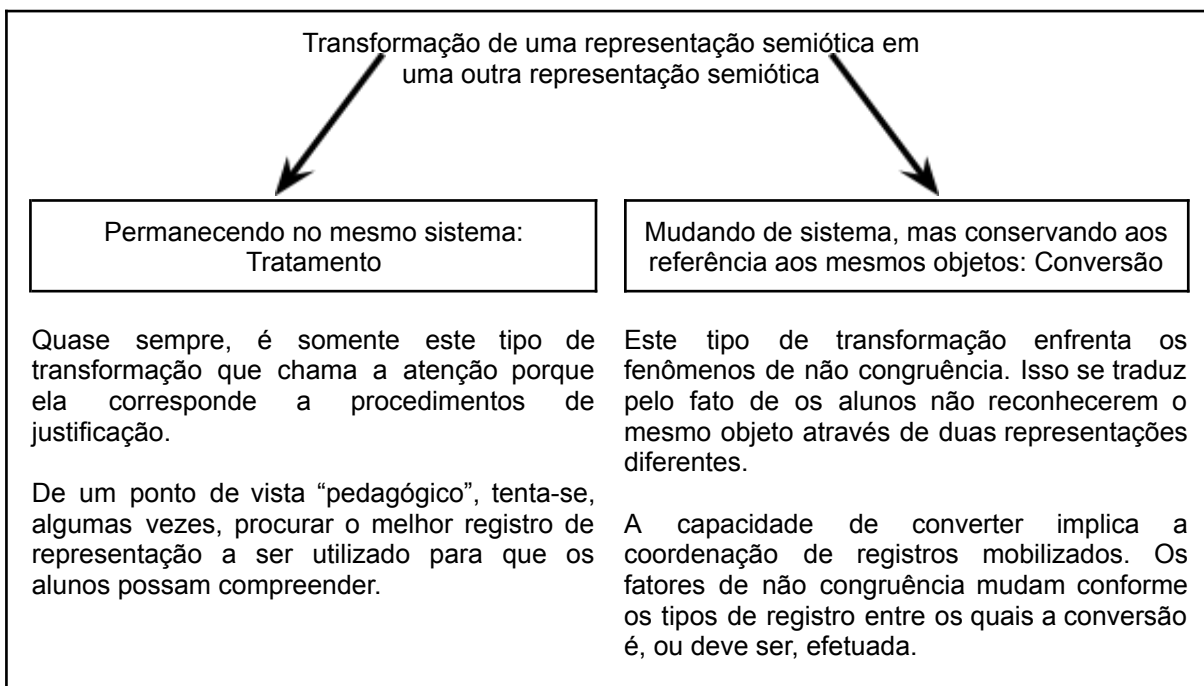 Transformação de uma representação semiótica em
uma outra representação semiótica
Permanecendo no mesmo sistema:
Tratamento
Mudando de sistema, mas conservando aos
referência aos mesmos objetos: Conversão
Quase sempre, é somente este tipo de
transformação que chama a atenção porque
ela corresponde a procedimentos de
justificação.
De um ponto de vista “pedagógico”, tenta-se,
algumas vezes, procurar o melhor registro de
representação a ser utilizado para que os
alunos possam compreender.
Este tipo de transformação enfrenta os
fenômenos de não congruência. Isso se traduz
pelo fato de os alunos não reconhecerem o
mesmo objeto através de duas representações
diferentes.
A capacidade de converter implica a
coordenação de registros mobilizados. Os
fatores de não congruência mudam conforme
os tipos de registro entre os quais a conversão
é, ou deve ser, efetuada.